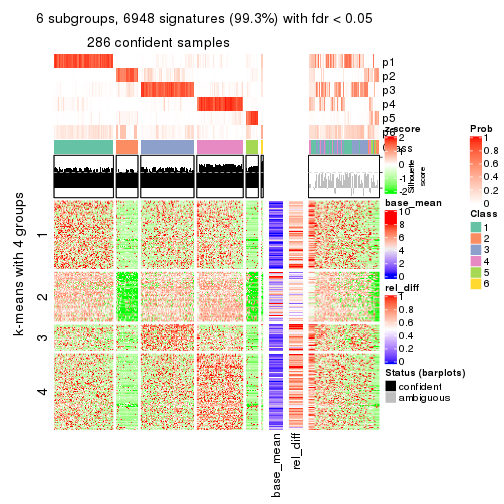 6 subgroups, 6948 signatures (99.3%) with fdr < 0.05
286 confident samples
p1
p2
p3
p4
p5
p6
Class
z-score
2
1
0
-1
-2
Silhouette
score
base_mean
10
8
6
4
2
0
rel_diff
1
0.8
0.6
0.4
0.2
0
Status (barplots)
confident
ambiguous
Prob
1
0.8
0.6
0.4
0.2
0
Class
1
2
3
4
5
6
k-means with 4 groups
1
2
3
4
base_mean
rel_diff